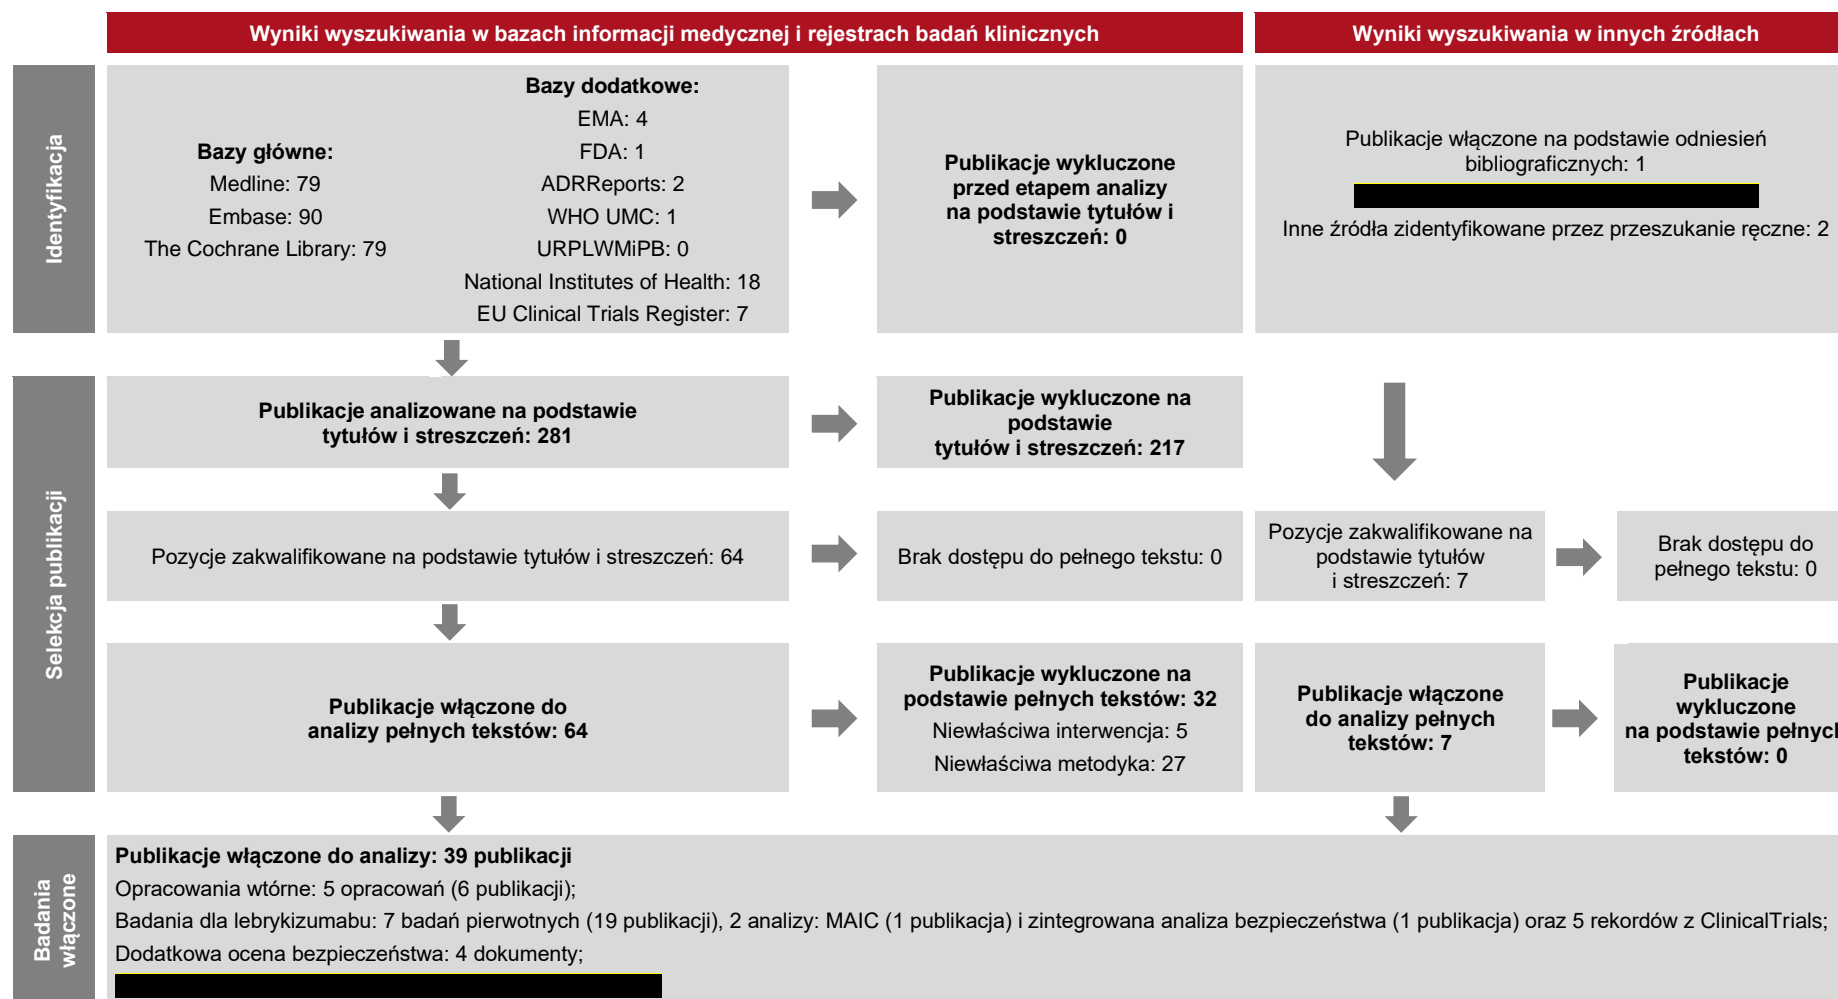 Wyniki wyszukiwania w bazach informacji medycznej i rejestrach badań klinicznych
Wyniki wyszukiwania w innych źródłach
Identyfikacja
Bazy główne:
Medline: 79
Embase: 90
The Cochrane Library: 79
Bazy dodatkowe:
EMA: 4
FDA: 1
ADRReports: 2
WHO UMC: 1
URPLWMiPB: 0
National Institutes of Health: 18
EU Clinical Trials Register: 7
Publikacje wykluczone
przed etapem analizy
na podstawie tytułów i
streszczeń: 0
Publikacje włączone na podstawie odniesień
bibliograficznych: 1
Inne źródła zidentyfikowane przez przeszukanie ręczne: 2
Selekcja publikacji
Publikacje analizowane na podstawie
tytułów i streszczeń: 281
Publikacje wykluczone na
podstawie
tytułów i streszczeń: 217
Pozycje zakwalifikowane na podstawie tytułów i streszczeń: 64
Brak dostępu do pełnego tekstu: 0
Pozycje zakwalifikowane na
podstawie tytułów
i streszczeń: 7
Brak dostępu do
pełnego tekstu: 0
Publikacje włączone do
analizy pełnych tekstów: 64
Publikacje wykluczone na
podstawie pełnych tekstów: 32
Niewłaściwa interwencja: 5
Niewłaściwa metodyka: 27
Publikacje włączone
do analizy pełnych
tekstów: 7
Publikacje
wykluczone
na podstawie pełnych
tekstów: 0
Badania
włączone
Publikacje włączone do analizy: 39 publikacji
Opracowania wtórne: 5 opracowań (6 publikacji);
Badania dla lebrykizumabu: 7 badań pierwotnych (19 publikacji), 2 analizy: MAIC (1 publikacja) i zintegrowana analiza bezpieczeństwa (1 publikacja) oraz 5 rekordów z ClinicalTrials;
Dodatkowa ocena bezpieczeństwa: 4 dokumenty;